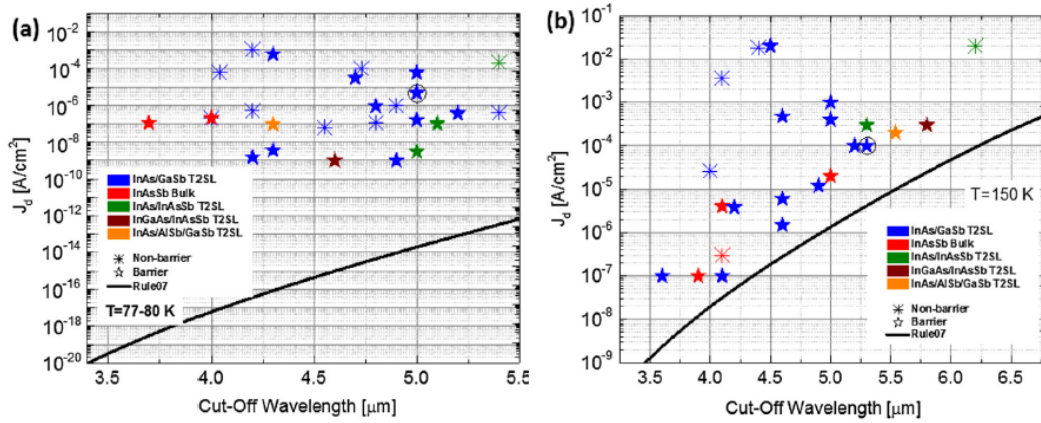 (a)
J_d [A/cm²]
10⁻²
10⁻⁴
10⁻⁶
10⁻⁸
10⁻¹⁰
10⁻¹²
10⁻¹⁴
10⁻¹⁶
10⁻¹⁸
10⁻²⁰
InAs/GaSb T2SL
InAsSb Bulk
InAs/InAsSb T2SL
InGaAs/InAsSb T2SL
InAs/AlSb/GaSb T2SL
Non-barrier
Barrier
Rule07
T=77-80 K
3.5 4.0 4.5 5.0 5.5
Cut-Off Wavelength [µm]
(b)
J_d [A/cm²]
10⁻¹
10⁻²
10⁻³
10⁻⁴
10⁻⁵
10⁻⁶
10⁻⁷
10⁻⁸
10⁻⁹
T=150 K
InAs/GaSb T2SL
InAsSb Bulk
InAs/InAsSb T2SL
InGaAs/InAsSb T2SL
InAs/AlSb/GaSb T2SL
Non-barrier
Barrier
Rule07
3.5 4.0 4.5 5.0 5.5 6.0 6.5
Cut-Off Wavelength [µm]